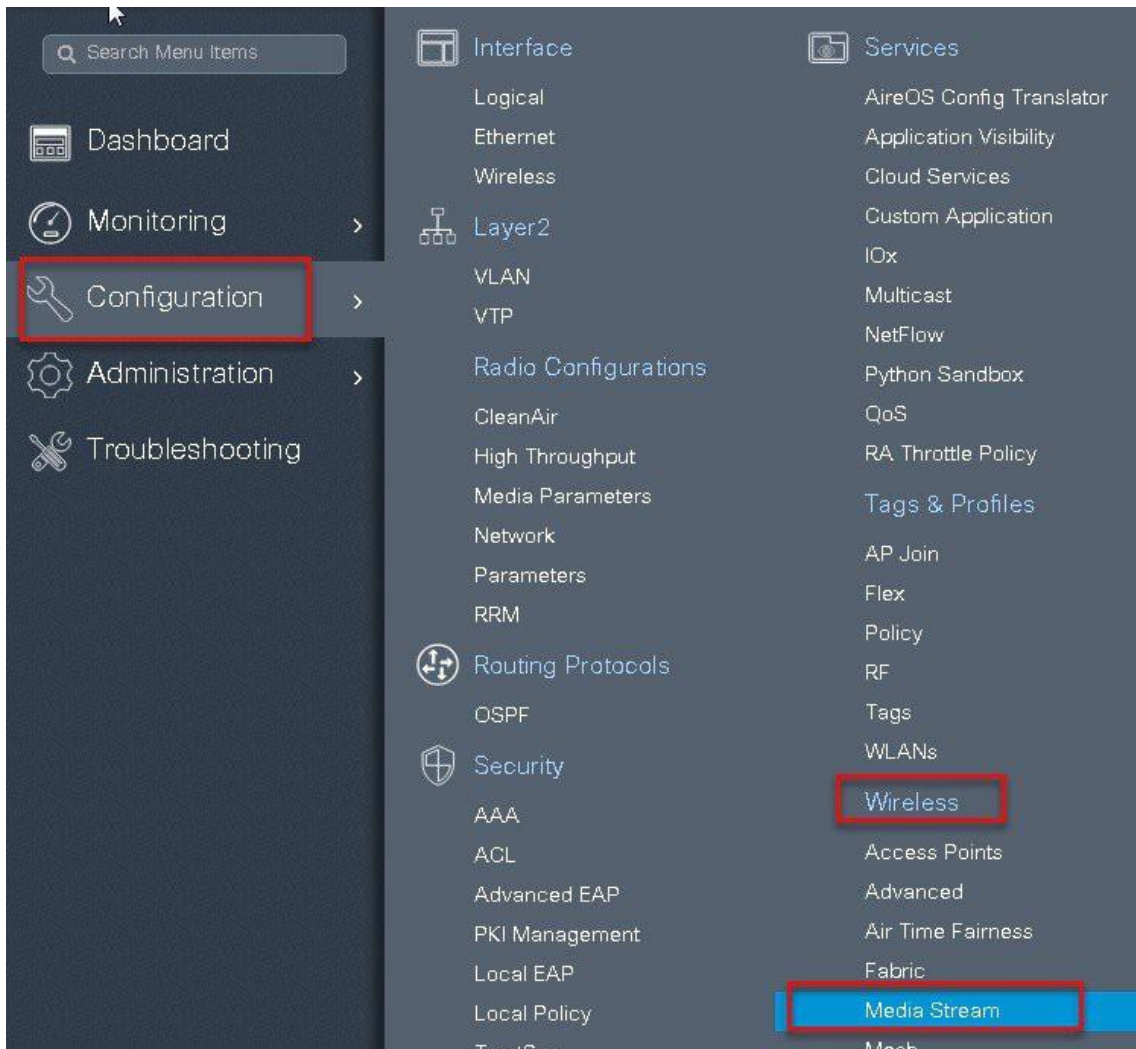 Search Menu Items
Dashboard
Monitoring
Configuration
Administration
Troubleshooting
Interface
Logical
Ethernet
Wireless
Layer2
VLAN
VTP
Radio Configurations
CleanAir
High Throughput
Media Parameters
Network
Parameters
RRM
Routing Protocols
OSPF
Security
AAA
ACL
Advanced EAP
PKI Management
Local EAP
Local Policy
Services
AireOS Config Translator
Application Visibility
Cloud Services
Custom Application
IOx
Multicast
NetFlow
Python Sandbox
QoS
RA Throttle Policy
Tags & Profiles
AP Join
Flex
Policy
RF
Tags
WLANs
Wireless
Access Points
Advanced
Air Time Fairness
Fabric
Media Stream
Mesh